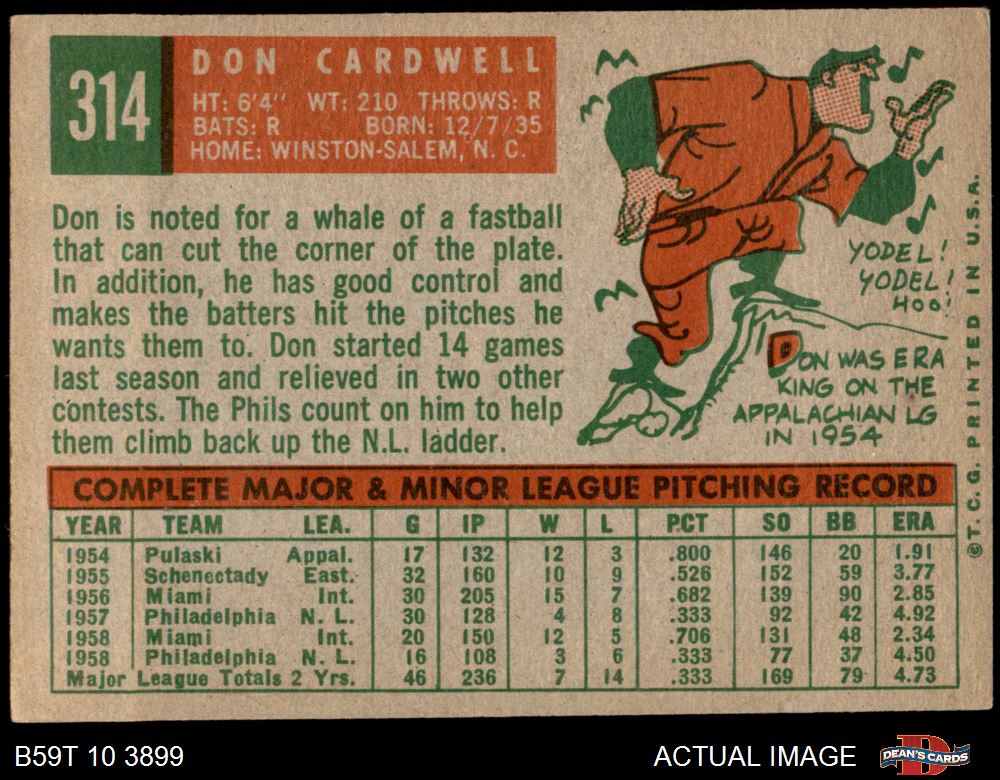 314
DON CARDWELL
HT: 6'4" WT: 210 THROWS: R
BATS: R BORN: 12/7/35
HOME: WINSTON-SALEM, N. C.
Don is noted for a whale of a fastball
that can cut the corner of the plate.
In addition, he has good control and
makes the batters hit the pitches he
wants them to. Don started 14 games
last season and relieved in two other
contests. The Phils count on him to help
them climb back up the N.L. ladder.
YODEL!
YODEL!
HOO!
DON WAS ERA
KING ON THE
APPALACHIAN LG
IN 1954
©T. C. G. PRINTED IN U.S.A.
COMPLETE MAJOR & MINOR LEAGUE PITCHING RECORD
YEAR TEAM LEA. G IP W L PCT SO BB ERA
1954 Pulaski Appal. 17 132 12 3 .800 146 20 1.91
1955 Schenectady East. 32 160 10 9 .526 152 59 3.77
1956 Miami Int. 30 205 15 7 .682 139 90 2.85
1957 Philadelphia N. L. 30 128 4 8 .333 92 42 4.92
1958 Miami Int. 20 150 12 5 .706 131 48 2.34
1958 Philadelphia N. L. 16 108 3 6 .333 77 37 4.50
Major League Totals 2 Yrs. 46 236 7 14 .333 169 79 4.73
B59T 10 3899
ACTUAL IMAGE
D
DEAN'S CARDS